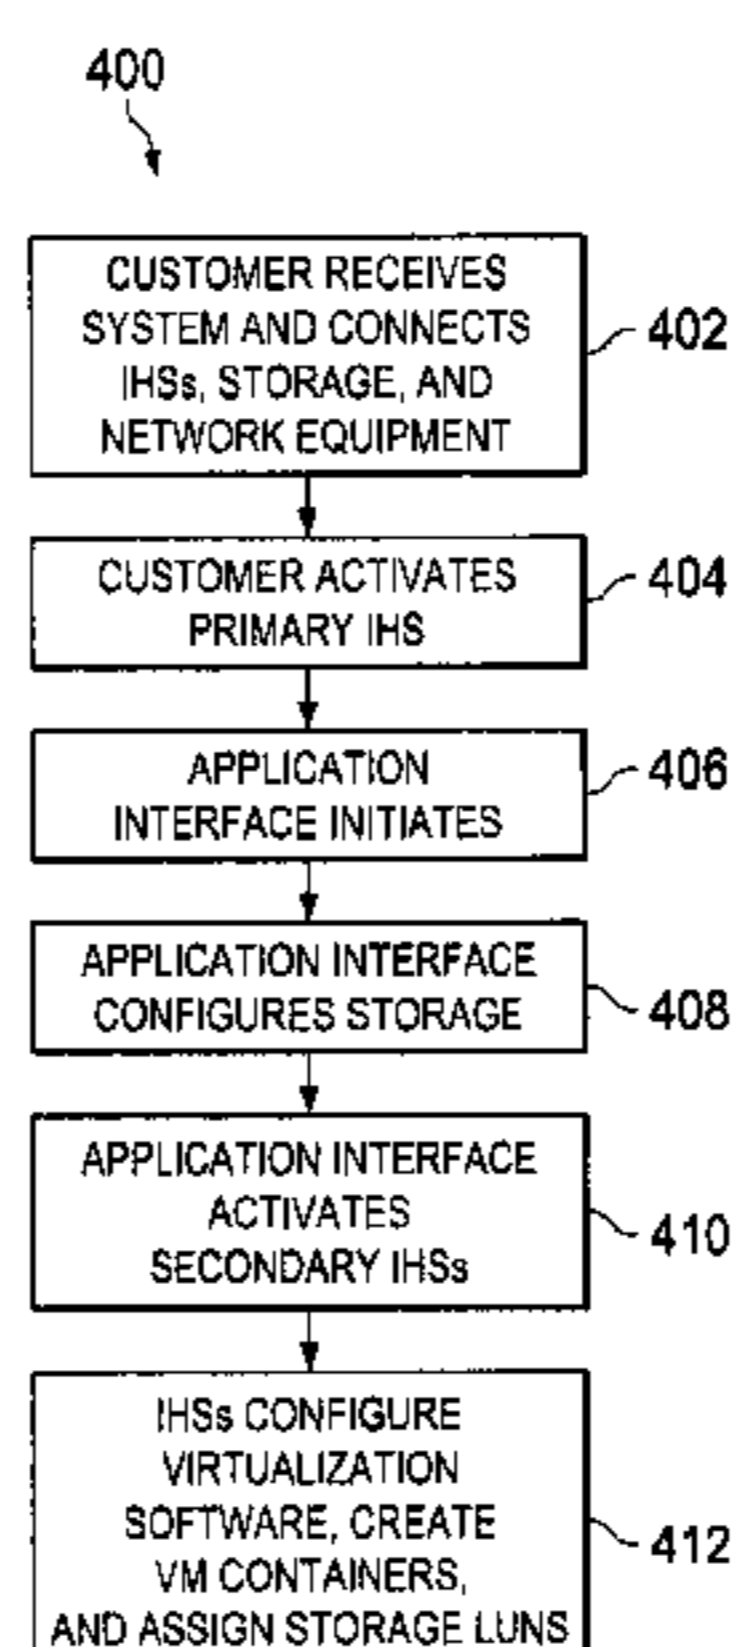 400
CUSTOMER RECEIVES
SYSTEM AND CONNECTS
IHSs, STORAGE, AND
NETWORK EQUIPMENT
402
CUSTOMER ACTIVATES
PRIMARY IHS
404
APPLICATION
INTERFACE INITIATES
406
APPLICATION INTERFACE
CONFIGURES STORAGE
408
APPLICATION INTERFACE
ACTIVATES
SECONDARY IHSs
410
IHSs CONFIGURE
VIRTUALIZATION
SOFTWARE, CREATE
VM CONTAINERS,
AND ASSIGN STORAGE LUNS
412